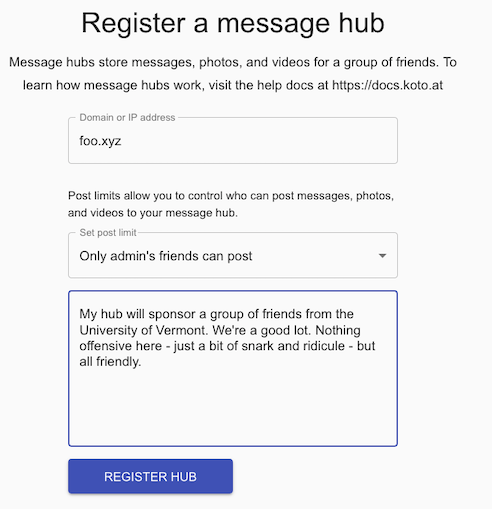 Register a message hub
Message hubs store messages, photos, and videos for a group of friends. To
learn how message hubs work, visit the help docs at https://docs.koto.at
Domain or IP address
foo.xyz
Post limits allow you to control who can post messages, photos,
and videos to your message hub.
Set post limit
Only admin's friends can post
My hub will sponsor a group of friends from the
University of Vermont. We're a good lot. Nothing
offensive here - just a bit of snark and ridicule - but
all friendly.
REGISTER HUB